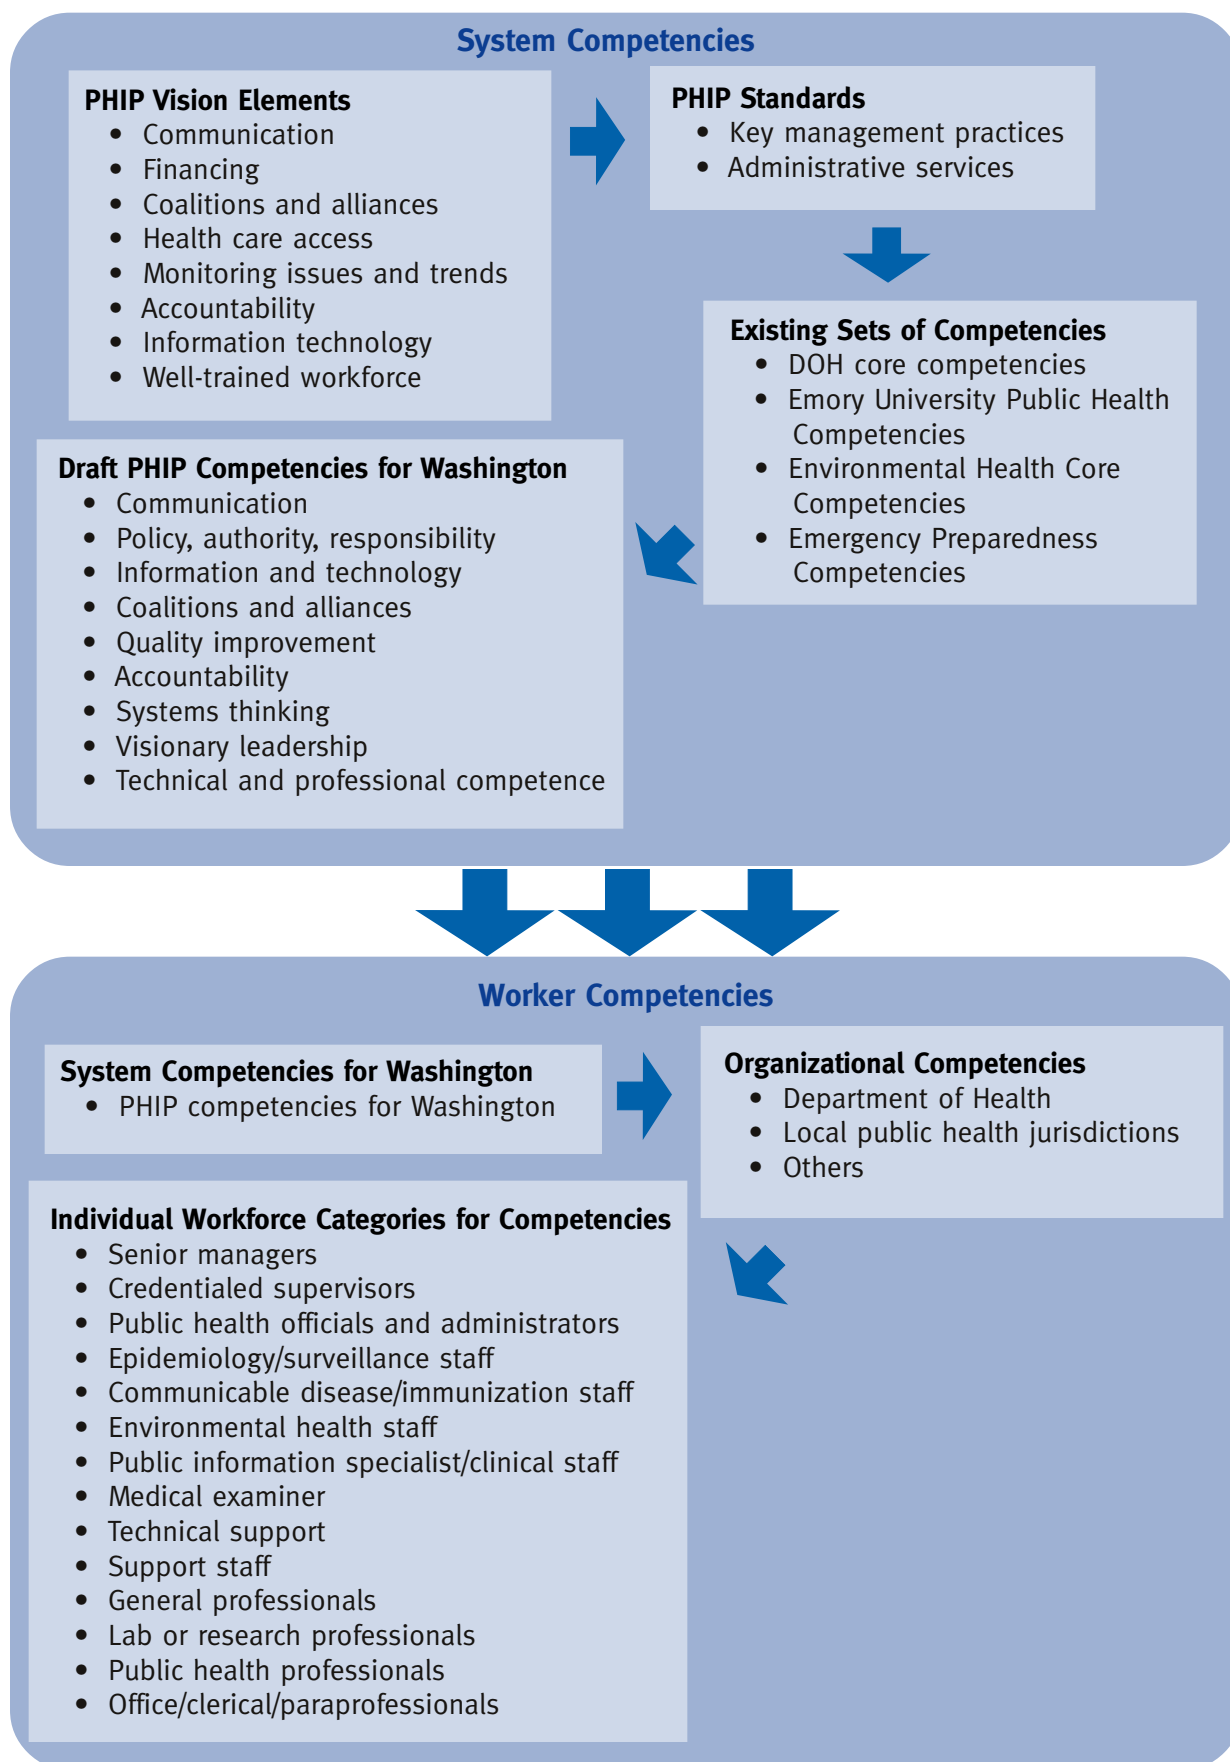 System Competencies
PHIP Vision Elements
• Communication
• Financing
• Coalitions and alliances
• Health care access
• Monitoring issues and trends
• Accountability
• Information technology
• Well-trained workforce
PHIP Standards
• Key management practices
• Administrative services
Existing Sets of Competencies
• DOH core competencies
• Emory University Public Health
Competencies
• Environmental Health Core
Competencies
• Emergency Preparedness
Competencies
Draft PHIP Competencies for Washington
• Communication
• Policy, authority, responsibility
• Information and technology
• Coalitions and alliances
• Quality improvement
• Accountability
• Systems thinking
• Visionary leadership
• Technical and professional competence
Worker Competencies
System Competencies for Washington
• PHIP competencies for Washington
Organizational Competencies
• Department of Health
• Local public health jurisdictions
• Others
Individual Workforce Categories for Competencies
• Senior managers
• Credentialed supervisors
• Public health officials and administrators
• Epidemiology/surveillance staff
• Communicable disease/immunization staff
• Environmental health staff
• Public information specialist/clinical staff
• Medical examiner
• Technical support
• Support staff
• General professionals
• Lab or research professionals
• Public health professionals
• Office/clerical/paraprofessionals